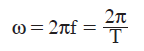 ω = 2πf = 2π/T